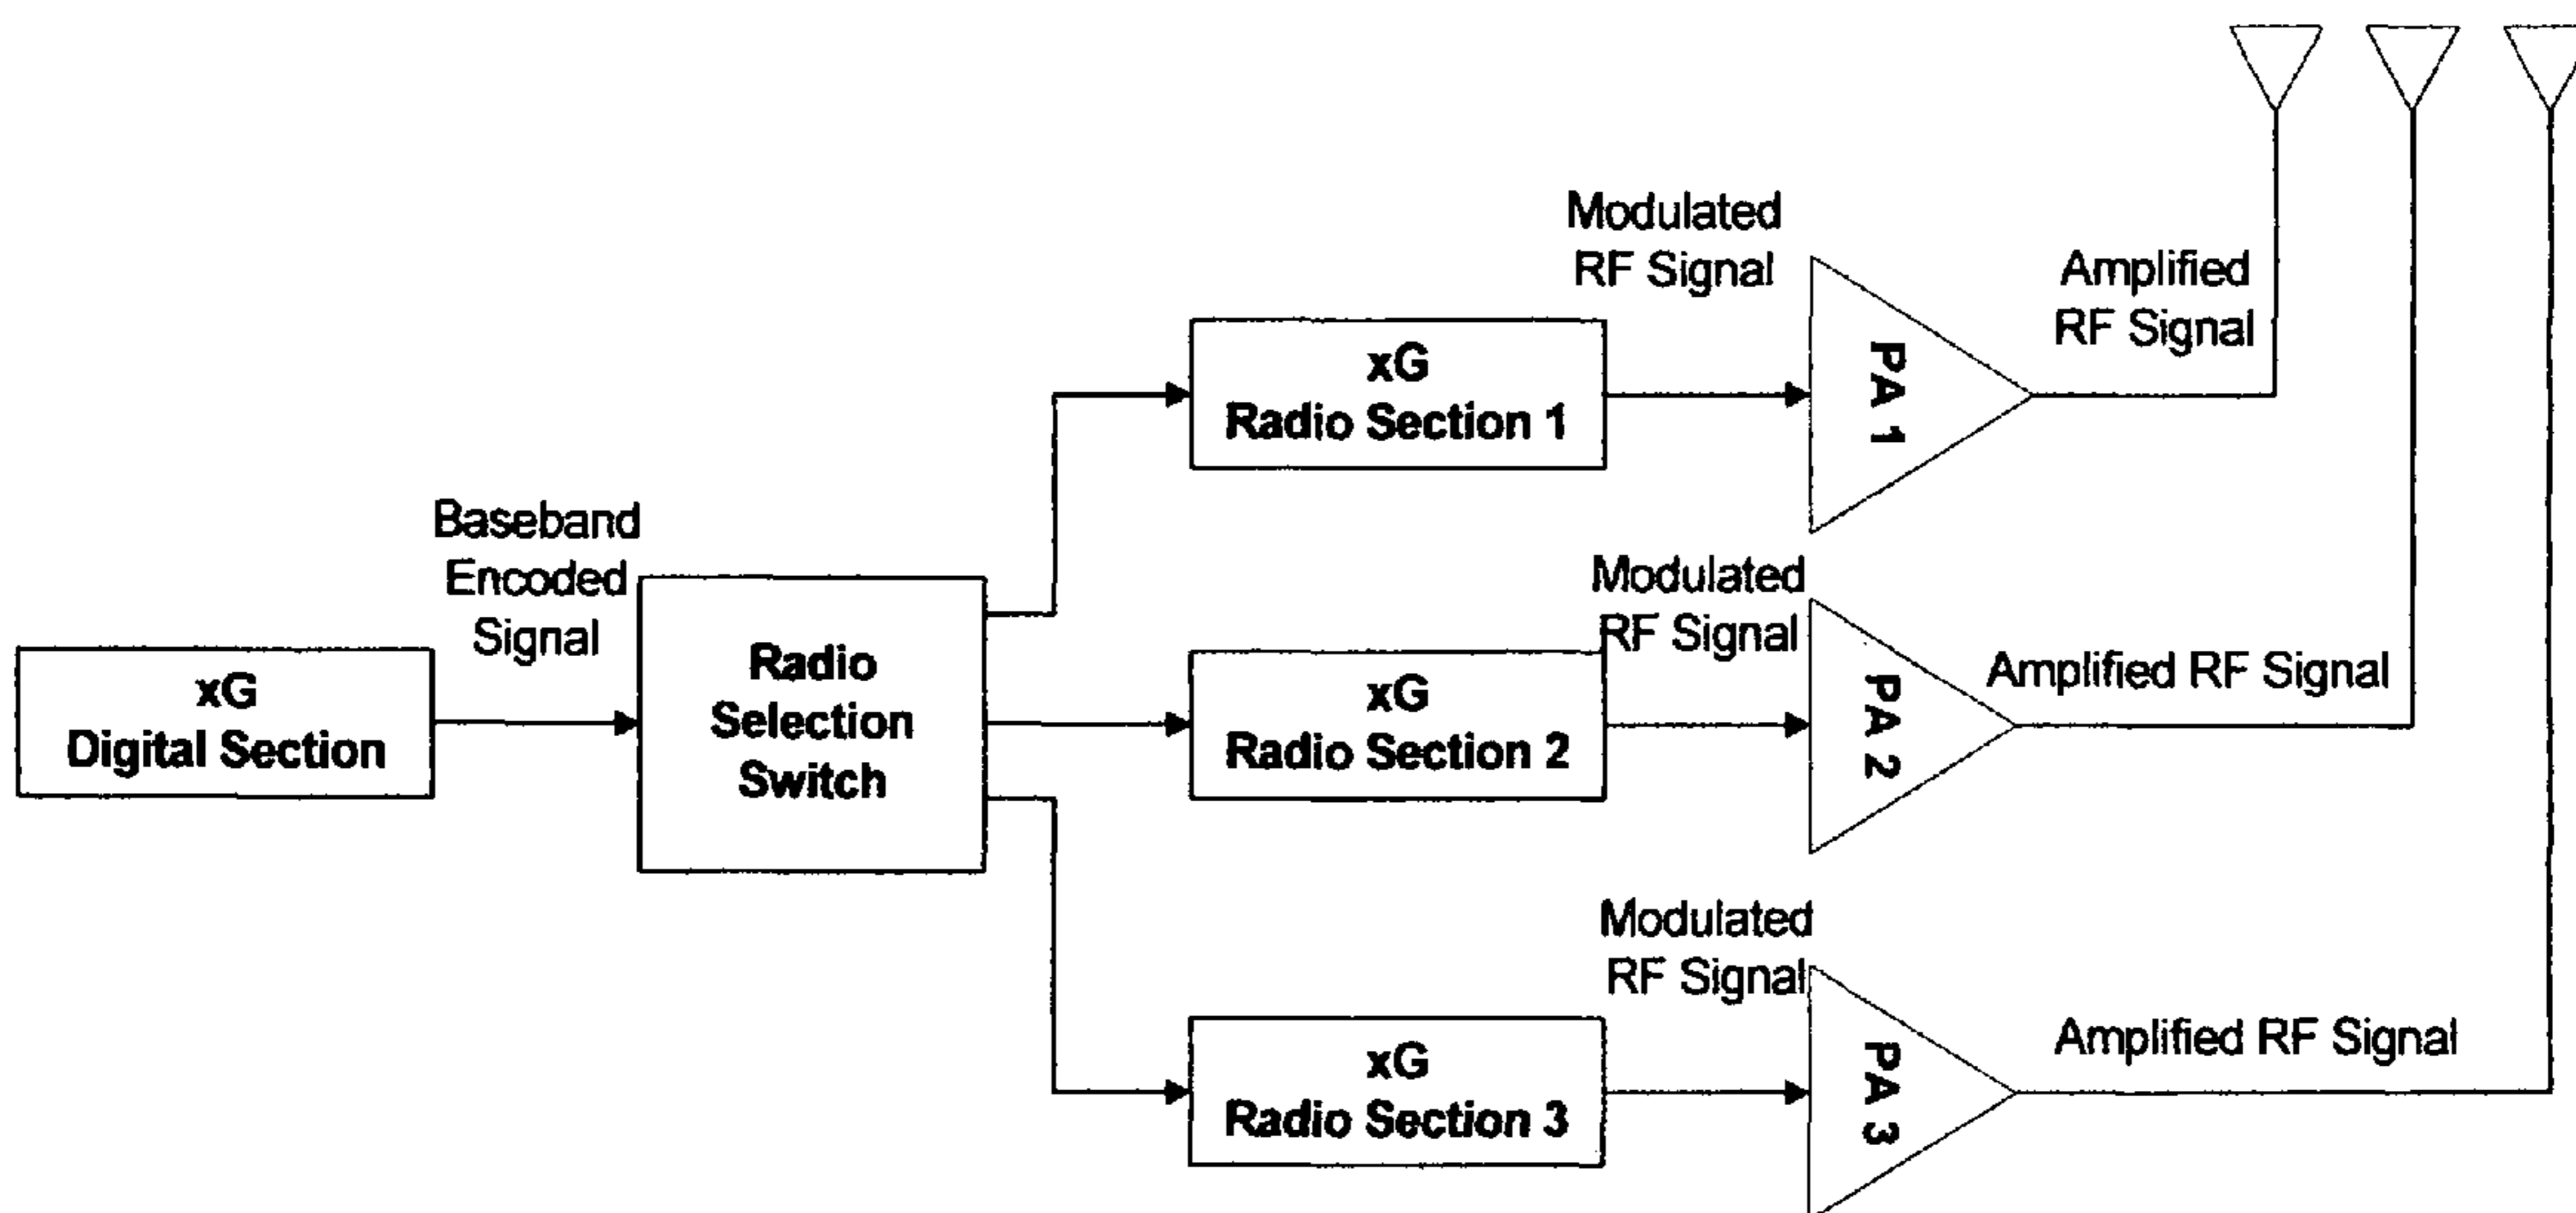 xG
Digital Section
Baseband
Encoded
Signal
Radio
Selection
Switch
xG
Radio Section 1
Modulated
RF Signal
PA 1
Amplified
RF Signal
xG
Radio Section 2
Modulated
RF Signal
PA 2
Amplified RF Signal
xG
Radio Section 3
Modulated
RF Signal
PA 3
Amplified RF Signal